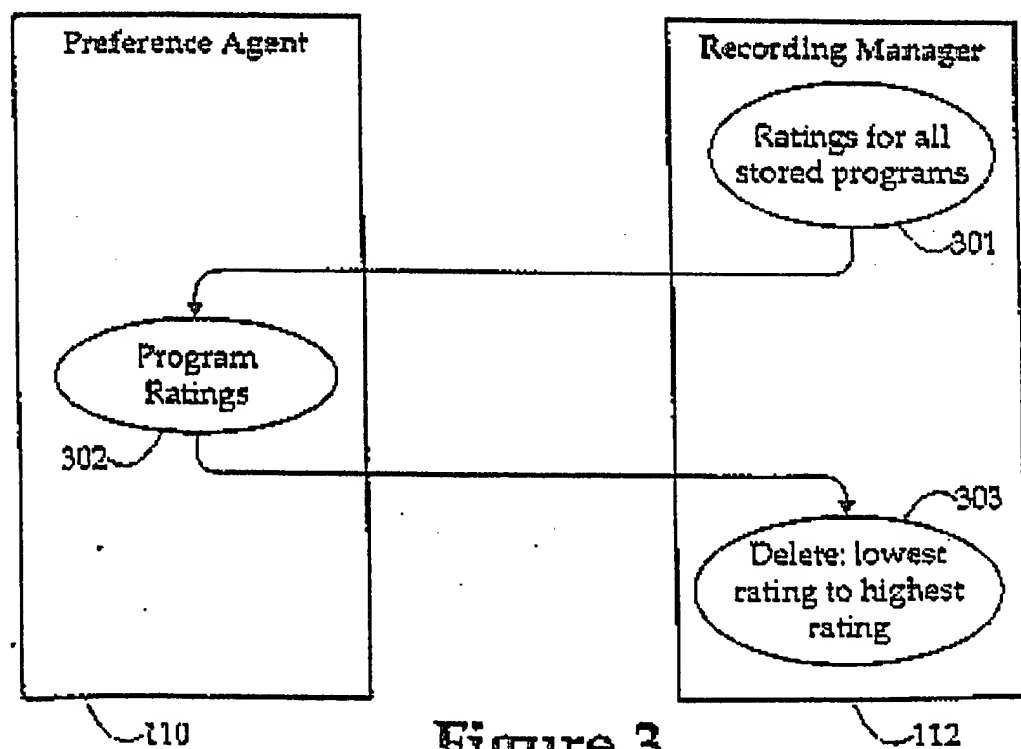 Preference Agent
Recording Manager
Ratings for all
stored programs
301
Program
Ratings
302
303
Delete: lowest
rating to highest
rating
110
112
Figure 3